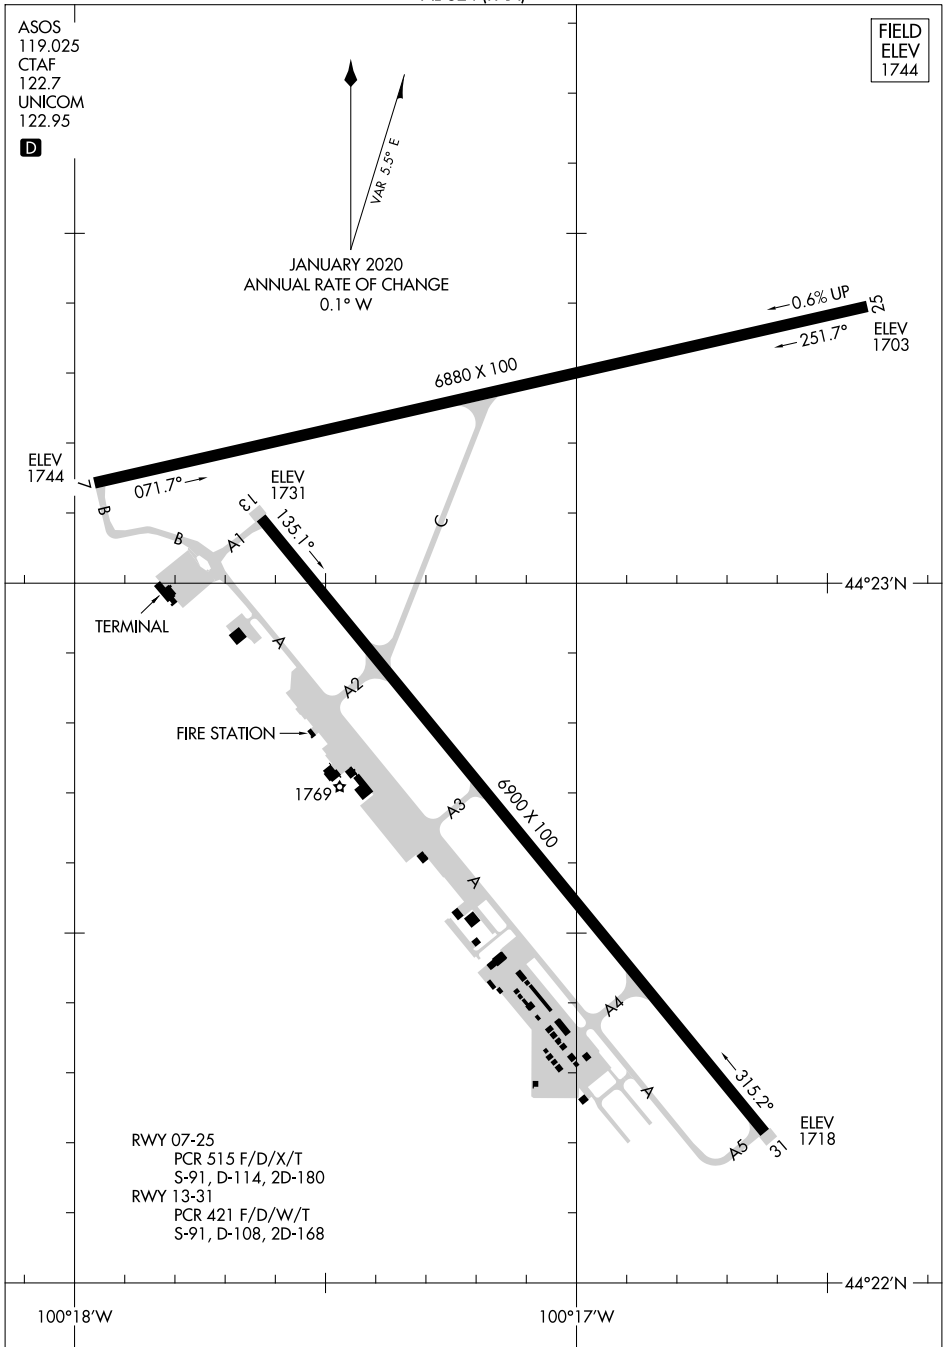 ASOS
119.025
CTAF
122.7
UNICOM
122.95
D
FIELD
ELEV
1744
VAR 5.5° E
JANUARY 2020
ANNUAL RATE OF CHANGE
0.1° W
0.6% UP
25
251.7°
ELEV
1703
6880 X 100
ELEV
1744
7
071.7°
ELEV
1731
13
135.1°
B
B
A1
C
44°23'N
TERMINAL
A
A2
FIRE STATION
1769
A3
6900 X 100
A
A4
A
315.2°
ELEV
1718
31
A5
RWY 07-25
PCR 515 F/D/X/T
S-91, D-114, 2D-180
RWY 13-31
PCR 421 F/D/W/T
S-91, D-108, 2D-168
44°22'N
100°18'W
100°17'W